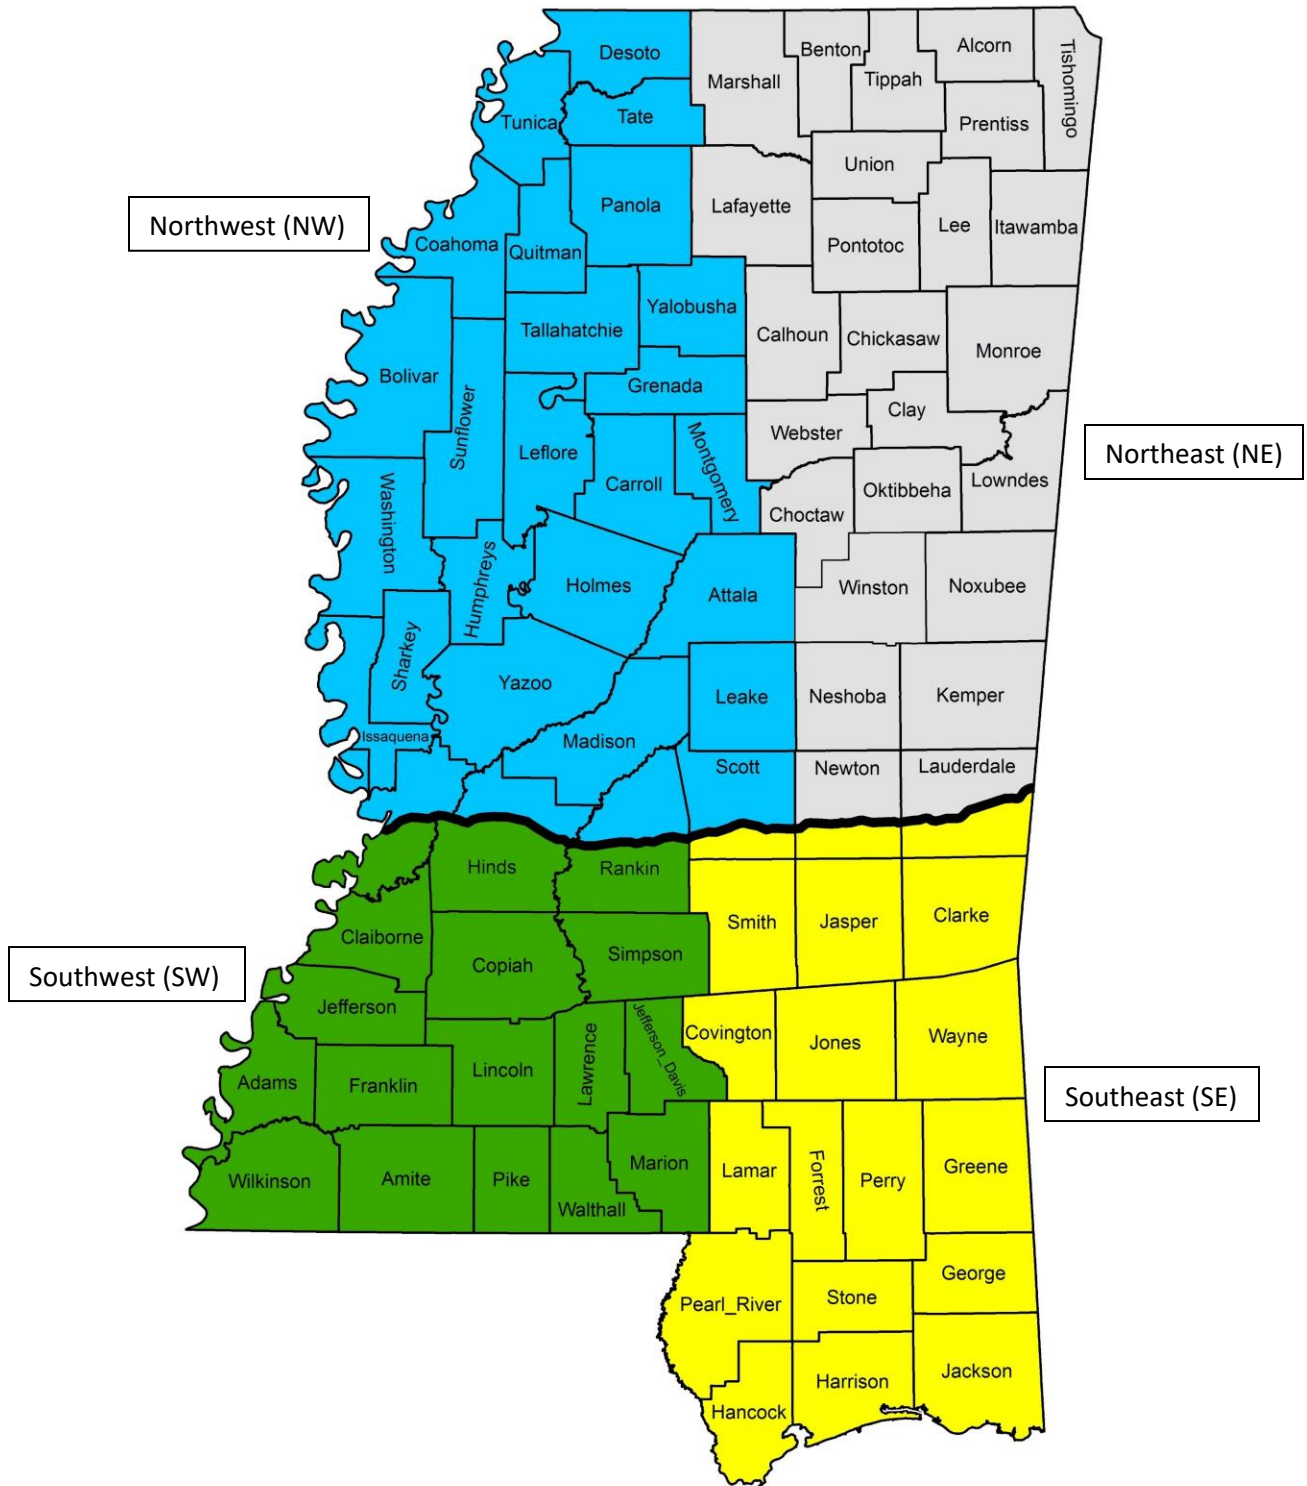 Desoto
Marshall
Benton
Tippah
Alcorn
Tishomingo
Tunica
Tate
Prentiss
Union
Northwest (NW)
Panola
Lafayette
Pontotoc
Lee
Itawamba
Coahoma
Quitman
Tallahatchie
Yalobusha
Calhoun
Chickasaw
Monroe
Bolivar
Sunflower
Grenada
Clay
Webster
Leflore
Carroll
Montgomery
Northeast (NE)
Washington
Choctaw
Oktibbeha
Lowndes
Humphreys
Holmes
Attala
Winston
Noxubee
Sharkey
Yazoo
Leake
Neshoba
Kemper
Issaquena
Madison
Scott
Newton
Lauderdale
Hinds
Rankin
Smith
Jasper
Clarke
Claiborne
Copiah
Simpson
Southwest (SW)
Jefferson
Lawrence
Jefferson_Davis
Covington
Jones
Wayne
Adams
Franklin
Lincoln
Southeast (SE)
Wilkinson
Amite
Pike
Walthall
Marion
Lamar
Forrest
Perry
Greene
Pearl_River
Stone
George
Hancock
Harrison
Jackson